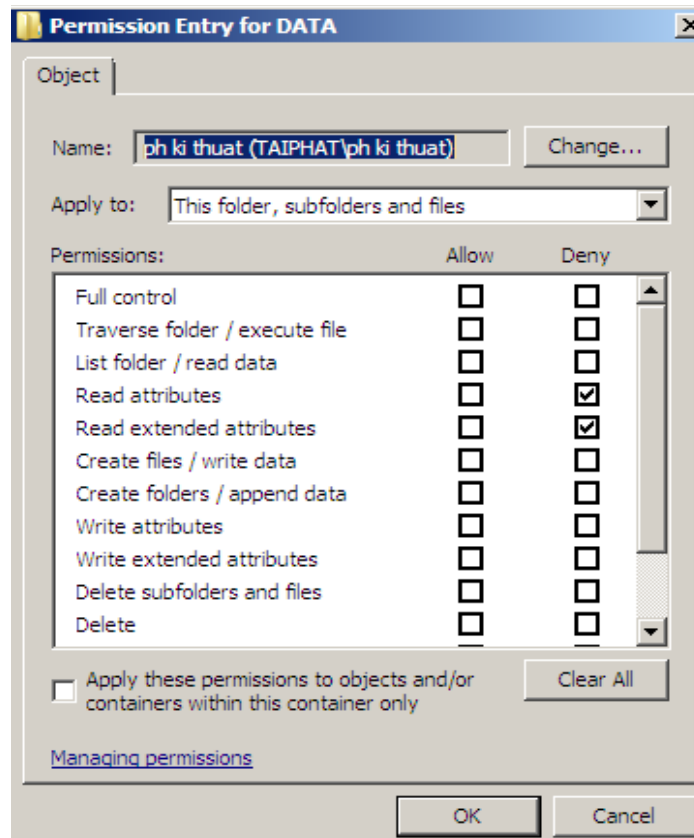 Permission Entry for DATA
Object
Name: ph ki thuat (TAIPHAT\ph ki thuat) Change...
Apply to: This folder, subfolders and files
Permissions: Allow Deny
Full control
Traverse folder / execute file
List folder / read data
Read attributes
Read extended attributes
Create files / write data
Create folders / append data
Write attributes
Write extended attributes
Delete subfolders and files
Delete
Apply these permissions to objects and/or Clear All
containers within this container only
Managing permissions
OK Cancel